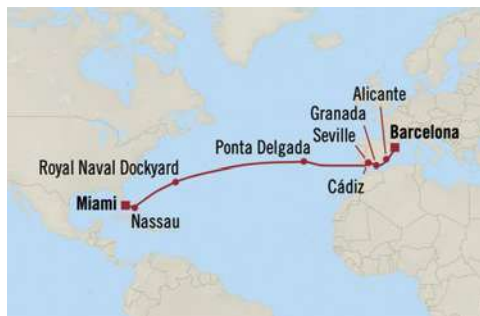 Alicante
Granada
Seville
Barcelona
Ponta Delgada
Royal Naval Dockyard
Cádiz
Miami
Nassau